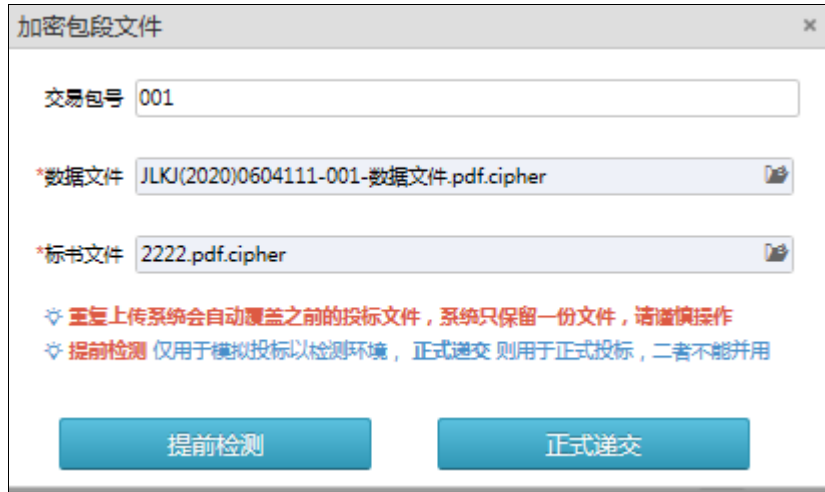 加密包段文件
交易包号 001
*数据文件 JLKJ(2020)0604111-001-数据文件.pdf.cipher
*标书文件 2222.pdf.cipher
重复上传系统会自动覆盖之前的投标文件，系统只保留一份文件，请谨慎操作
提前检测 仅用于模拟投标以检测环境， 正式递交 则用于正式投标，二者不能并用
提前检测 正式递交